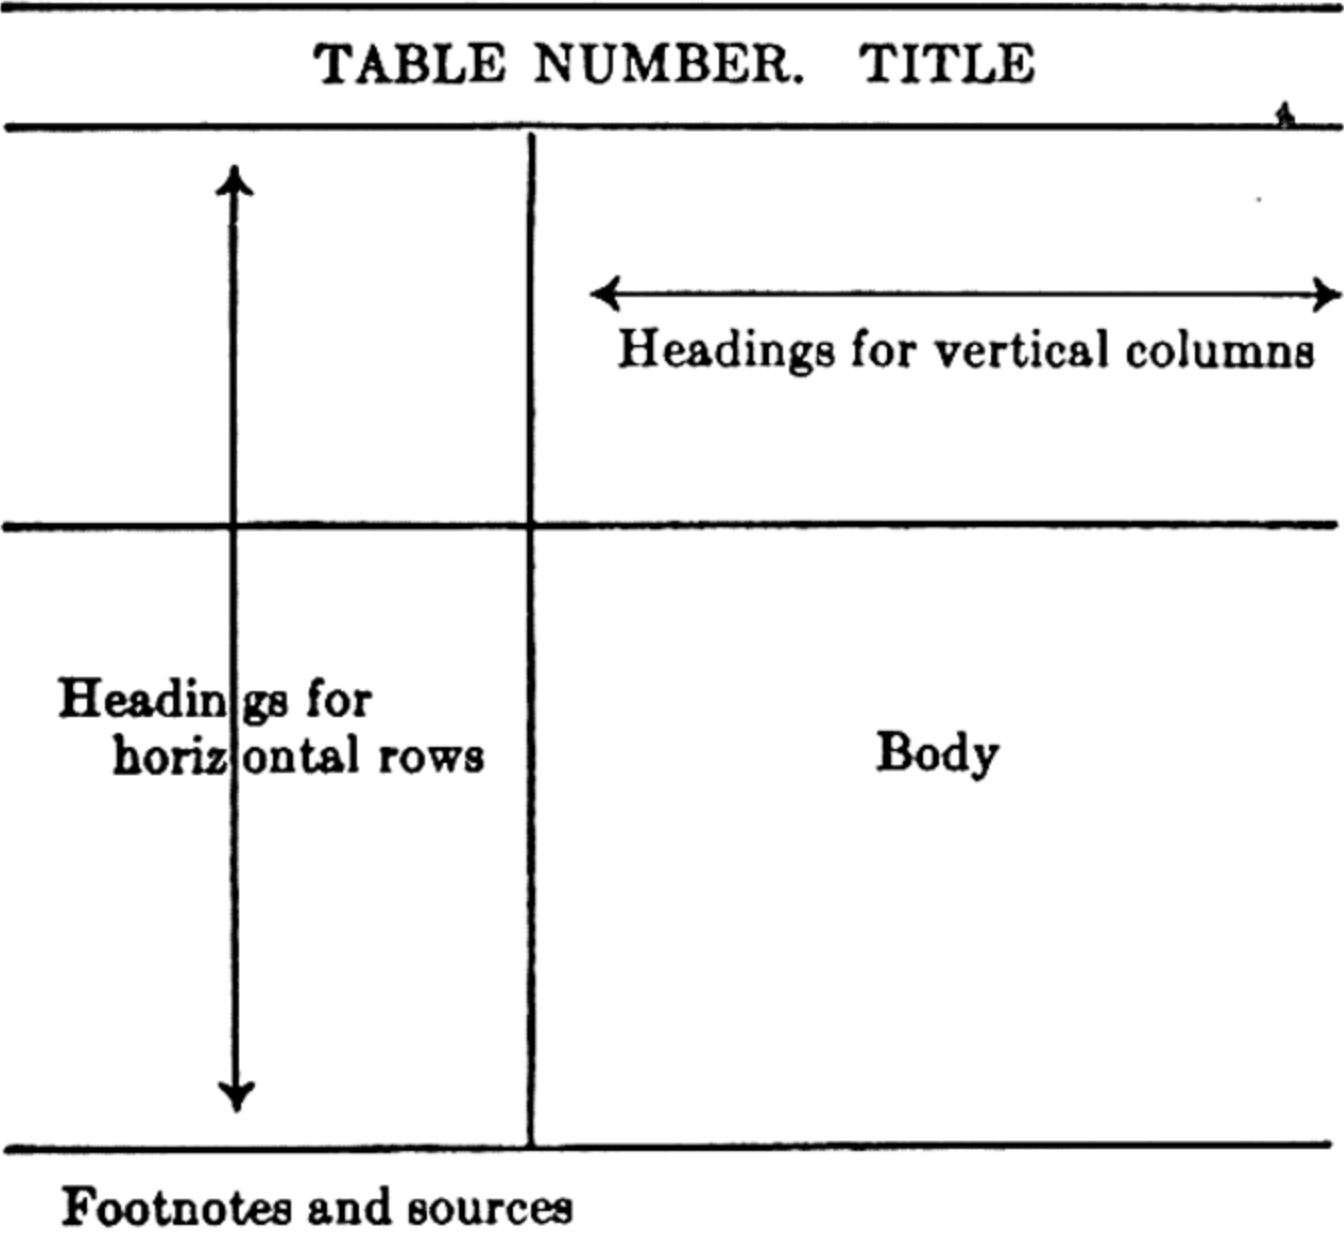 TABLE NUMBER. TITLE
Headings for vertical columns
Headings for
horizontal rows
Body
Footnotes and sources